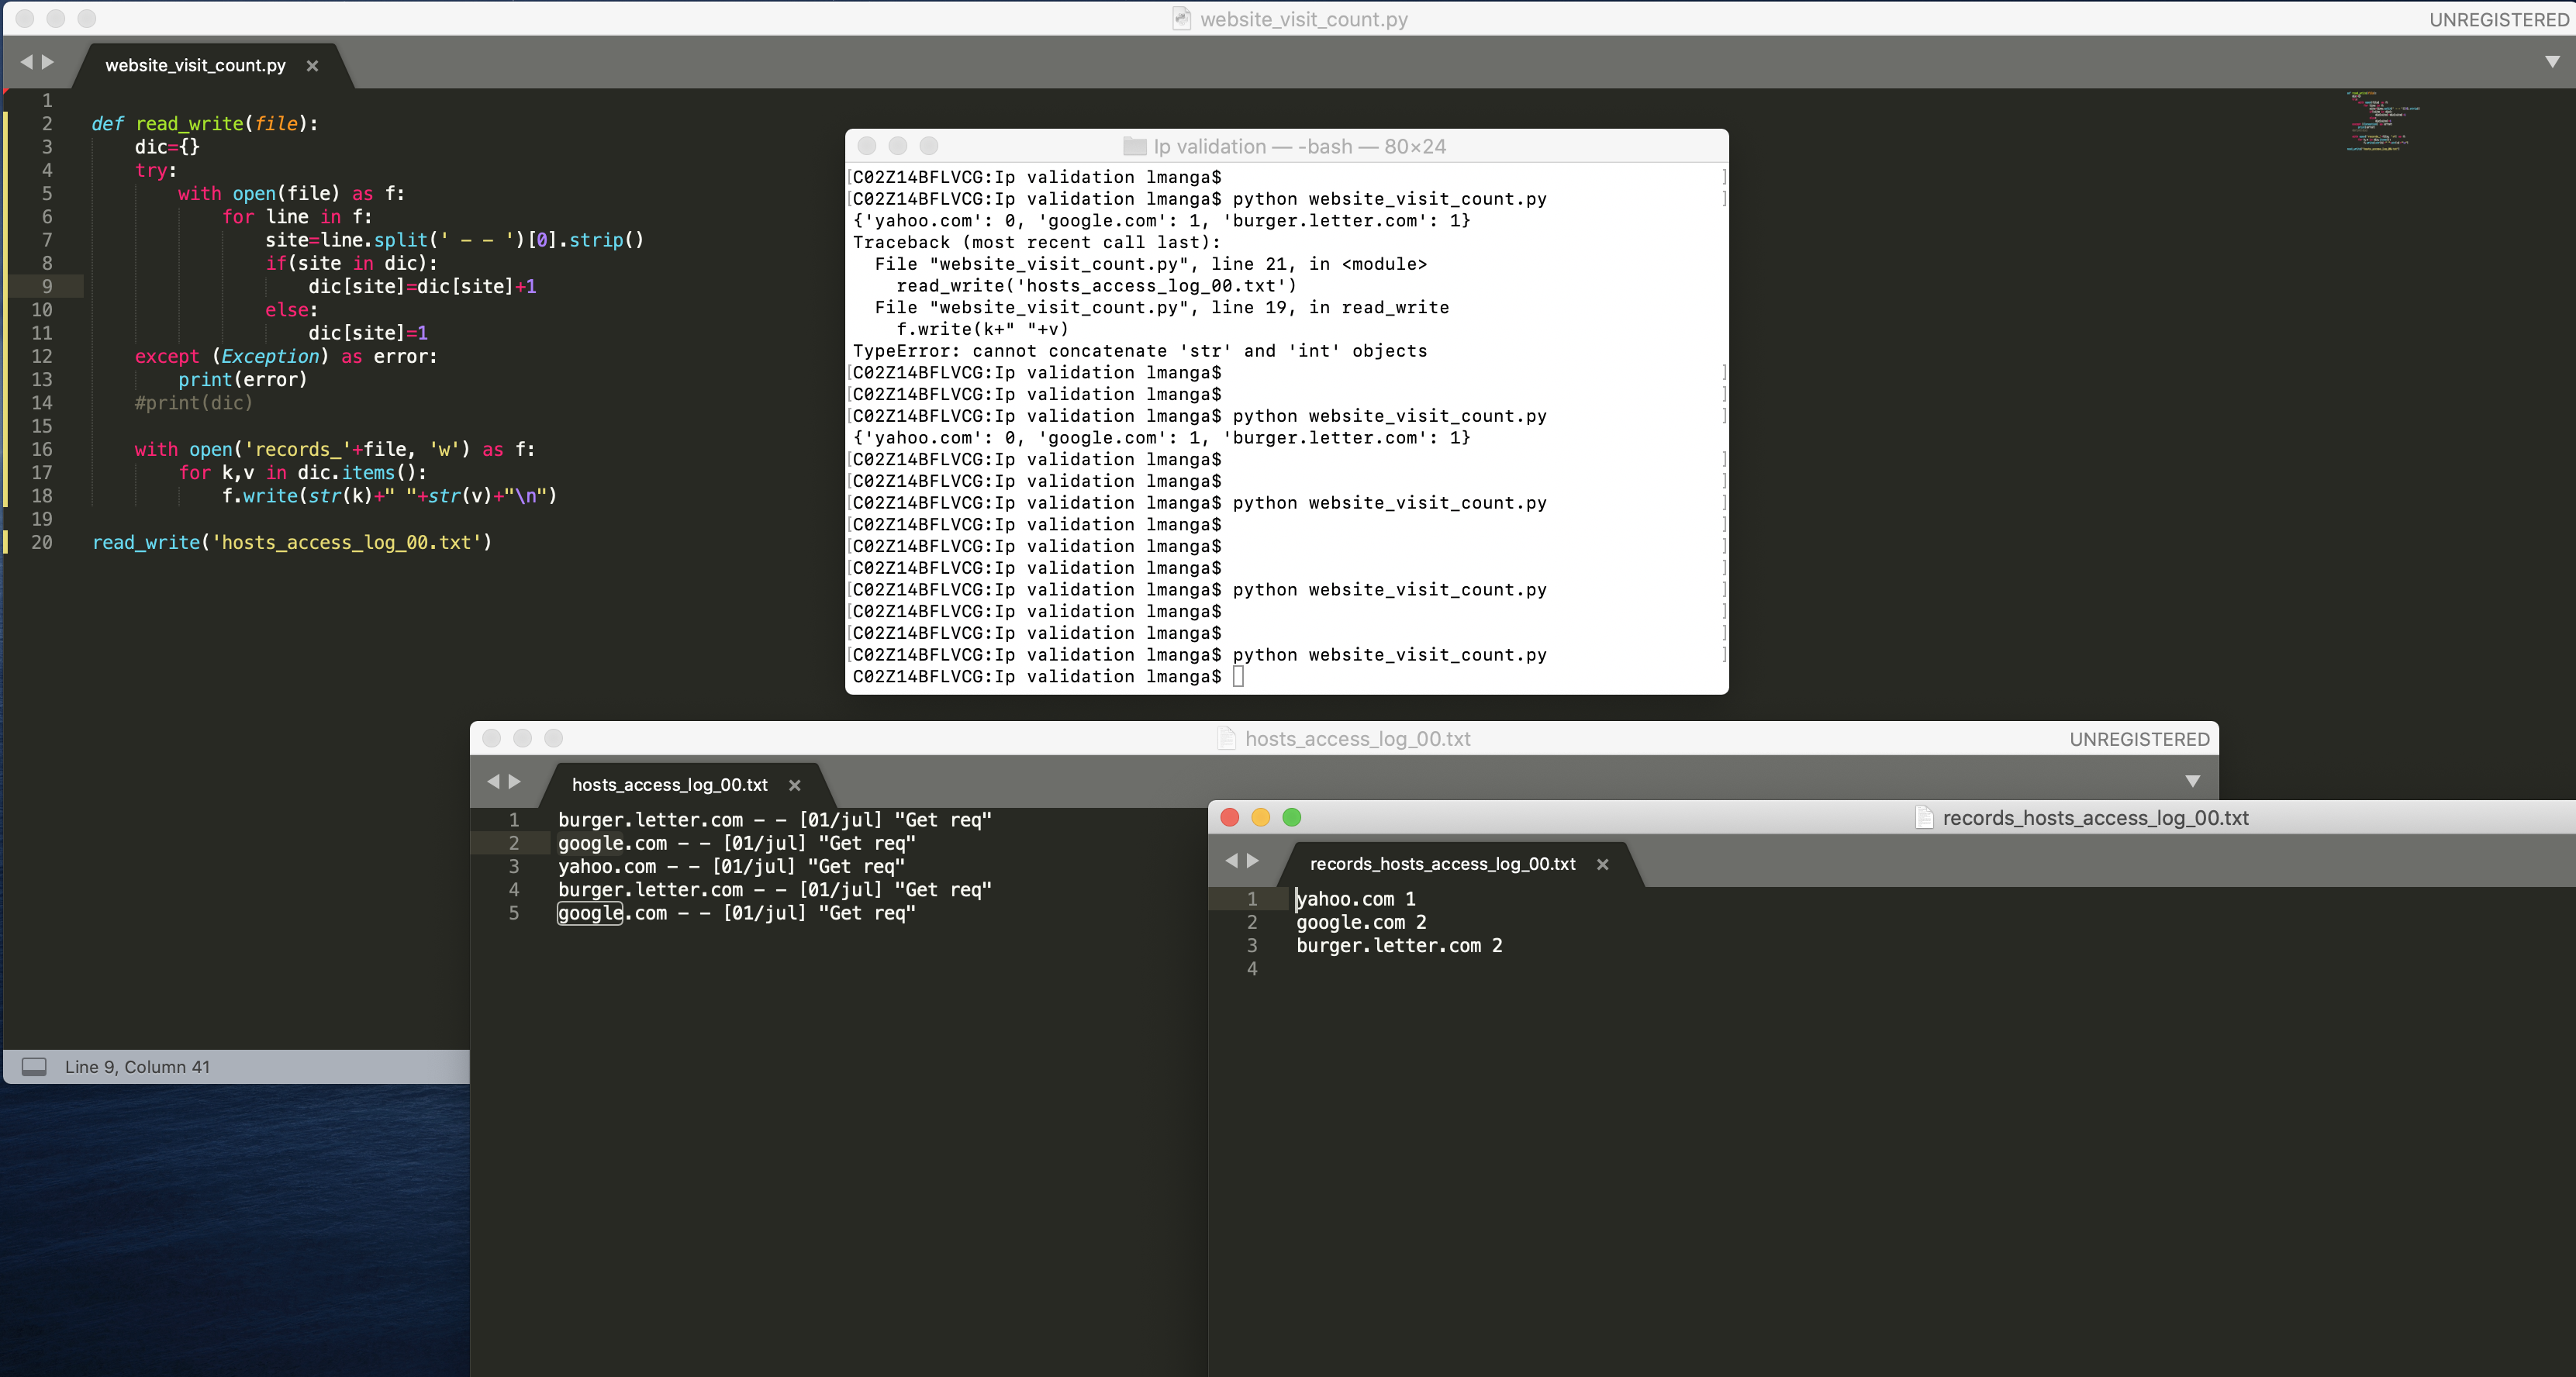 website_visit_count.py
UNREGISTERED
website_visit_count.py ×
1
2 def read_write(file):
3     dic={}
4     try:
5         with open(file) as f:
6             for line in f:
7                 site=line.split(' - - ')[0].strip()
8                 if(site in dic):
9                     dic[site]=dic[site]+1
10                 else:
11                     dic[site]=1
12     except (Exception) as error:
13         print(error)
14     #print(dic)
15
16     with open('records_'+file, 'w') as f:
17         for k,v in dic.items():
18             f.write(str(k)+" "+str(v)+"\n")
19
20 read_write('hosts_access_log_00.txt')
Line 9, Column 41
Ip validation — -bash — 80×24
[C02Z14BFLVCG:Ip validation lmanga$ ]
[C02Z14BFLVCG:Ip validation lmanga$ python website_visit_count.py ]
{'yahoo.com': 0, 'google.com': 1, 'burger.letter.com': 1}
Traceback (most recent call last):
  File "website_visit_count.py", line 21, in <module>
    read_write('hosts_access_log_00.txt')
  File "website_visit_count.py", line 19, in read_write
    f.write(k+" "+v)
TypeError: cannot concatenate 'str' and 'int' objects
[C02Z14BFLVCG:Ip validation lmanga$ ]
[C02Z14BFLVCG:Ip validation lmanga$ ]
[C02Z14BFLVCG:Ip validation lmanga$ python website_visit_count.py ]
{'yahoo.com': 0, 'google.com': 1, 'burger.letter.com': 1}
[C02Z14BFLVCG:Ip validation lmanga$ ]
[C02Z14BFLVCG:Ip validation lmanga$ ]
[C02Z14BFLVCG:Ip validation lmanga$ python website_visit_count.py ]
[C02Z14BFLVCG:Ip validation lmanga$ ]
[C02Z14BFLVCG:Ip validation lmanga$ ]
[C02Z14BFLVCG:Ip validation lmanga$ ]
[C02Z14BFLVCG:Ip validation lmanga$ python website_visit_count.py ]
[C02Z14BFLVCG:Ip validation lmanga$ ]
[C02Z14BFLVCG:Ip validation lmanga$ ]
[C02Z14BFLVCG:Ip validation lmanga$ python website_visit_count.py ]
C02Z14BFLVCG:Ip validation lmanga$
hosts_access_log_00.txt
UNREGISTERED
hosts_access_log_00.txt ×
1 burger.letter.com - - [01/jul] "Get req"
2 google.com - - [01/jul] "Get req"
3 yahoo.com - - [01/jul] "Get req"
4 burger.letter.com - - [01/jul] "Get req"
5 google.com - - [01/jul] "Get req"
records_hosts_access_log_00.txt
records_hosts_access_log_00.txt ×
1 yahoo.com 1
2 google.com 2
3 burger.letter.com 2
4